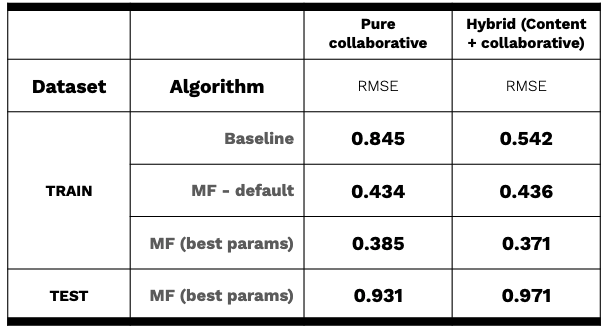 Pure collaborative Hybrid (Content + collaborative)
Dataset Algorithm RMSE RMSE
Baseline 0.845 0.542
TRAIN MF - default 0.434 0.436
MF (best params) 0.385 0.371
TEST MF (best params) 0.931 0.971